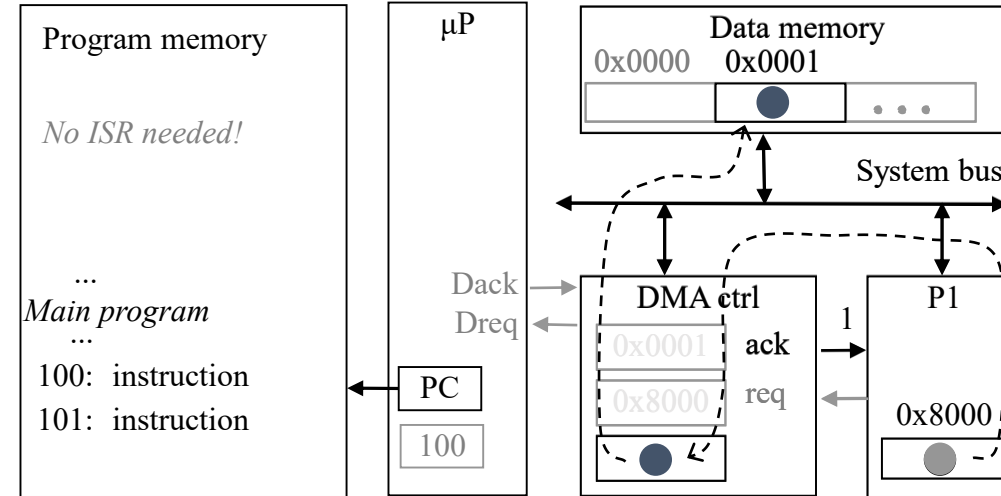 Program memory
No ISR needed!
...
Main program
...
100: instruction
101: instruction
μP
Dack
Dreq
PC
100
Data memory
0x0000 0x0001
System bus
DMA ctrl
0x0001 ack
0x8000 req
1
P1
0x8000